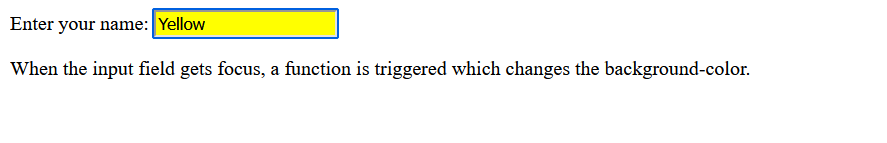 Enter your name: Yellow
When the input field gets focus, a function is triggered which changes the background-color.